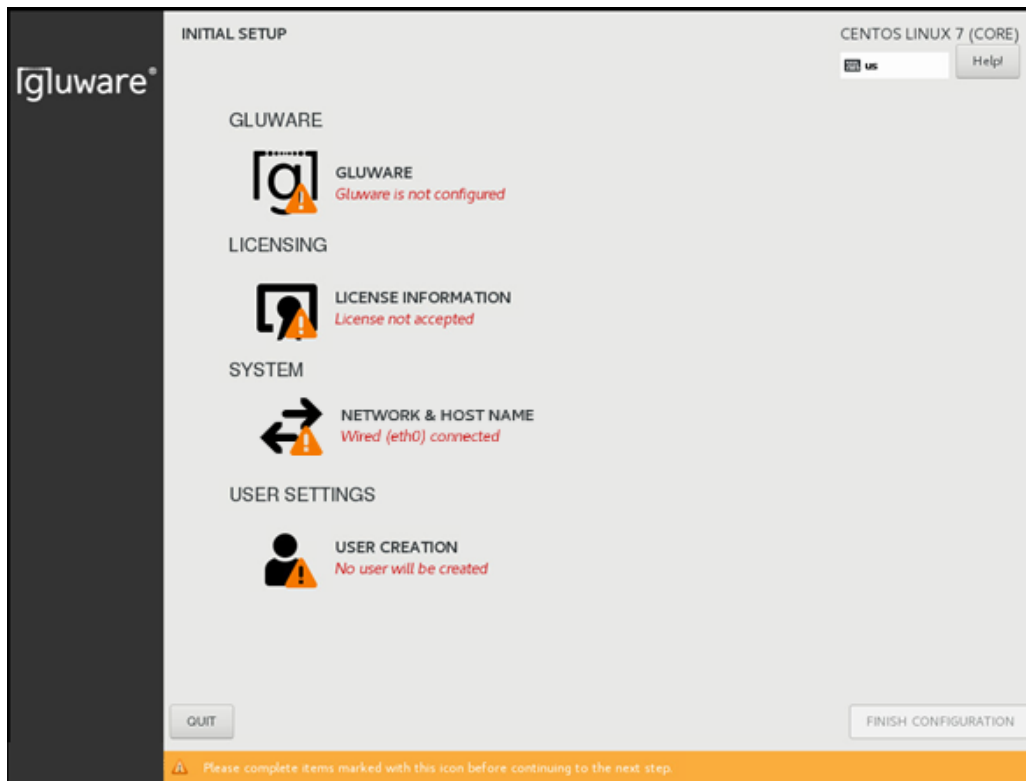 INITIAL SETUP
CENTOS LINUX 7 (CORE)
us
Help!
gluware®
GLUWARE
GLUWARE
Gluware is not configured
LICENSING
LICENSE INFORMATION
License not accepted
SYSTEM
NETWORK & HOST NAME
Wired (eth0) connected
USER SETTINGS
USER CREATION
No user will be created
QUIT
FINISH CONFIGURATION
Please complete items marked with this icon before continuing to the next step.